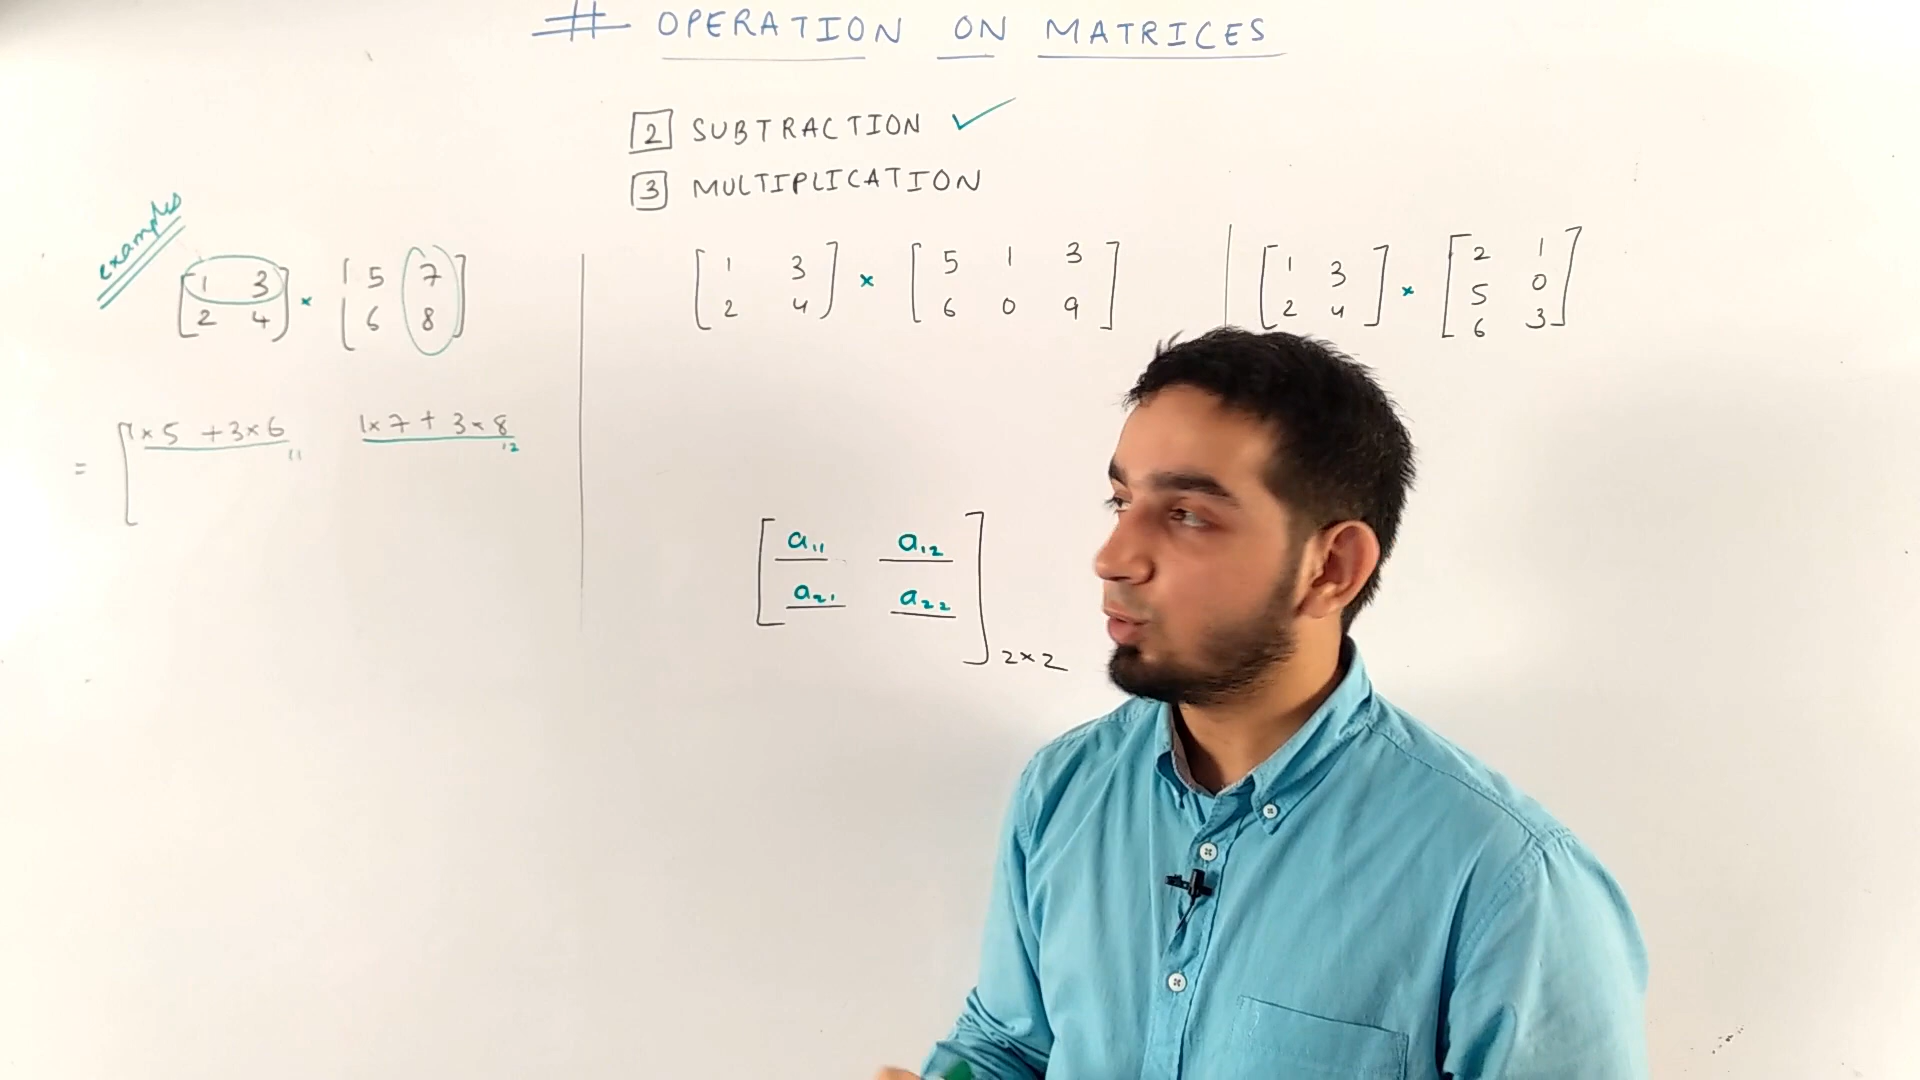 # OPERATION ON MATRICES
2 SUBTRACTION ✓
3 MULTIPLICATION
examples
[1 3 × [5 7
2 4] 6 8]
= [1×5 +3×6 11 1×7 + 3×8 12
[1 3 × [5 1 3
2 4] 6 0 9]
[a11 a12
a21 a22] 2×2
[1 3 × [2 1
2 4] 5 0
6 3]